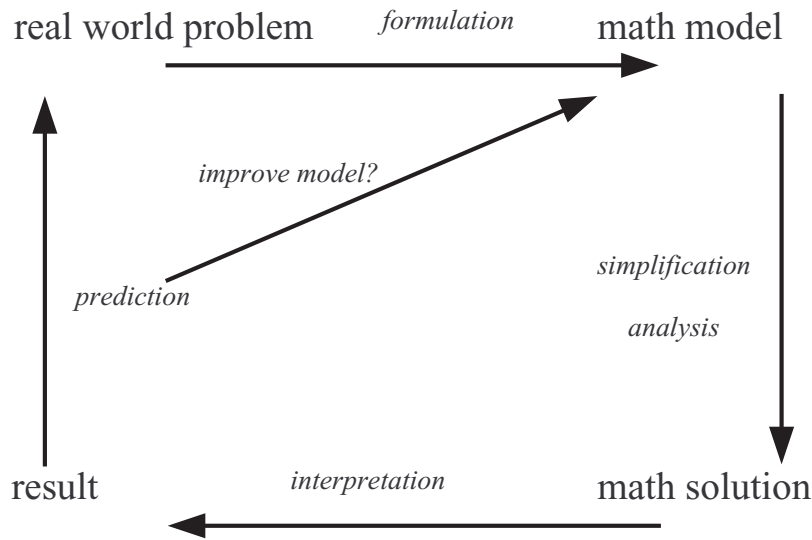 real world problem
formulation
math model
improve model?
simplification
prediction
analysis
result
interpretation
math solution